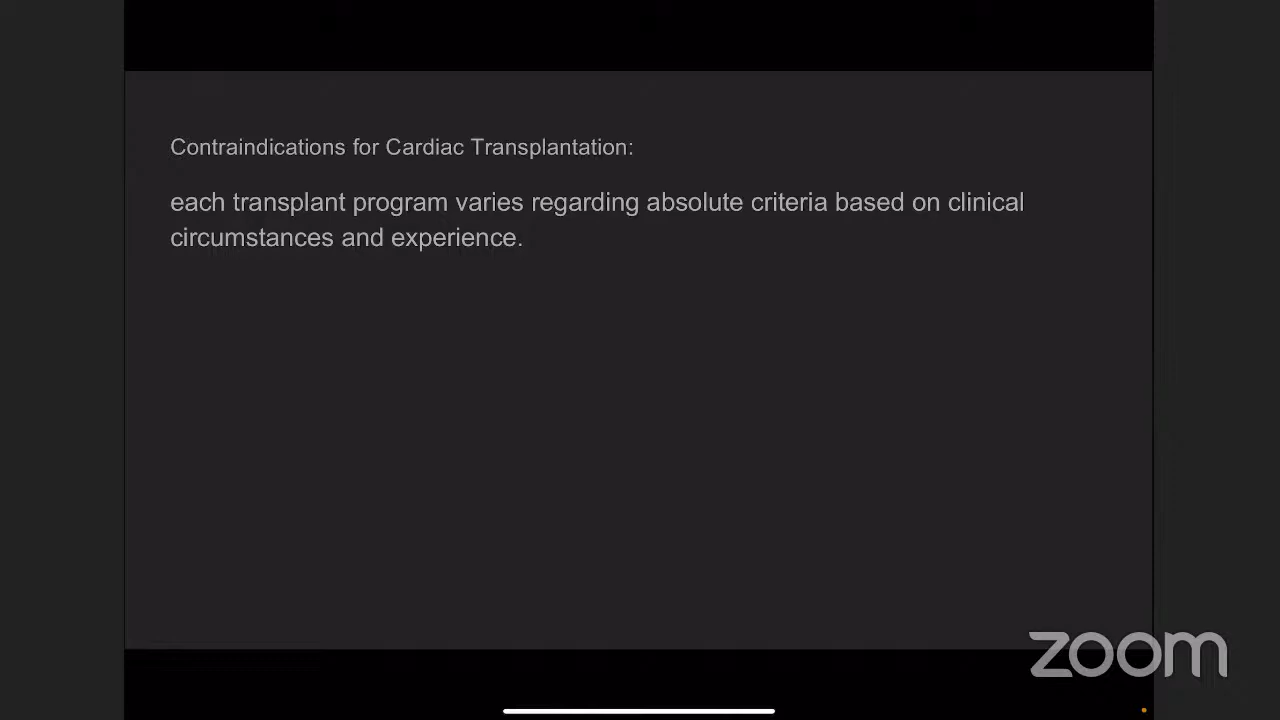 Contraindications for Cardiac Transplantation:
each transplant program varies regarding absolute criteria based on clinical
circumstances and experience.
zoom